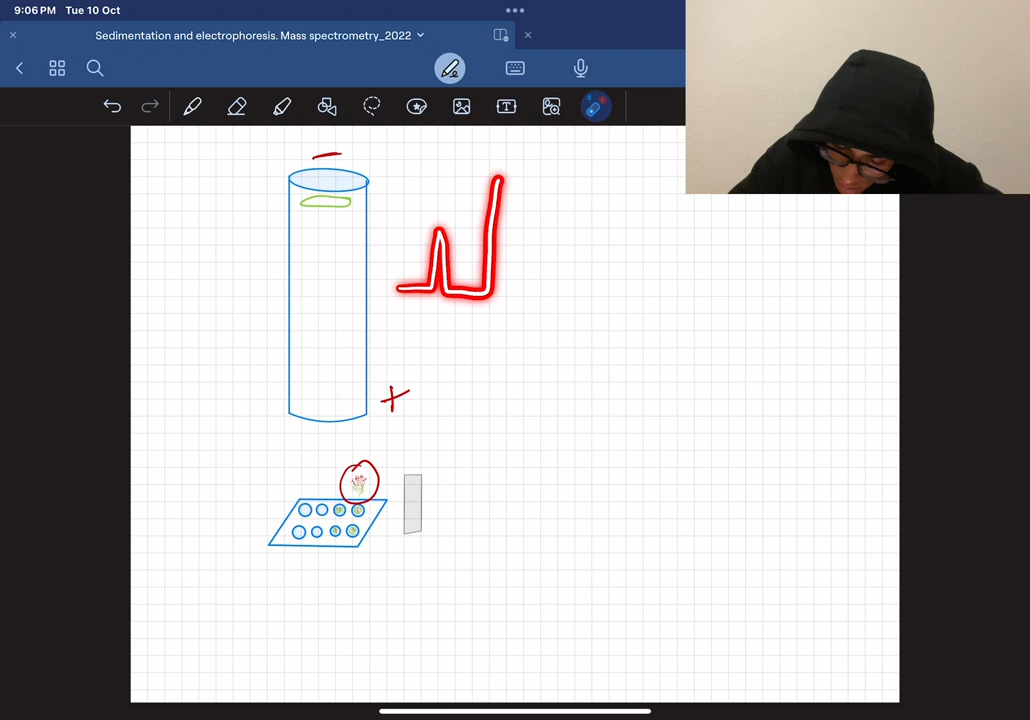 9:06 PM Tue 10 Oct
Sedimentation and electrophoresis. Mass spectrometry_2022
T
−
+